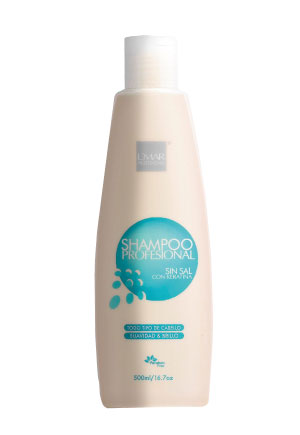 SHAMPOO
PROFESIONAL
SIN SAL
CON KERATINA
TODO TIPO DE CABELLO
SUAVIDAD & BRILLO
500ml/16.7oz